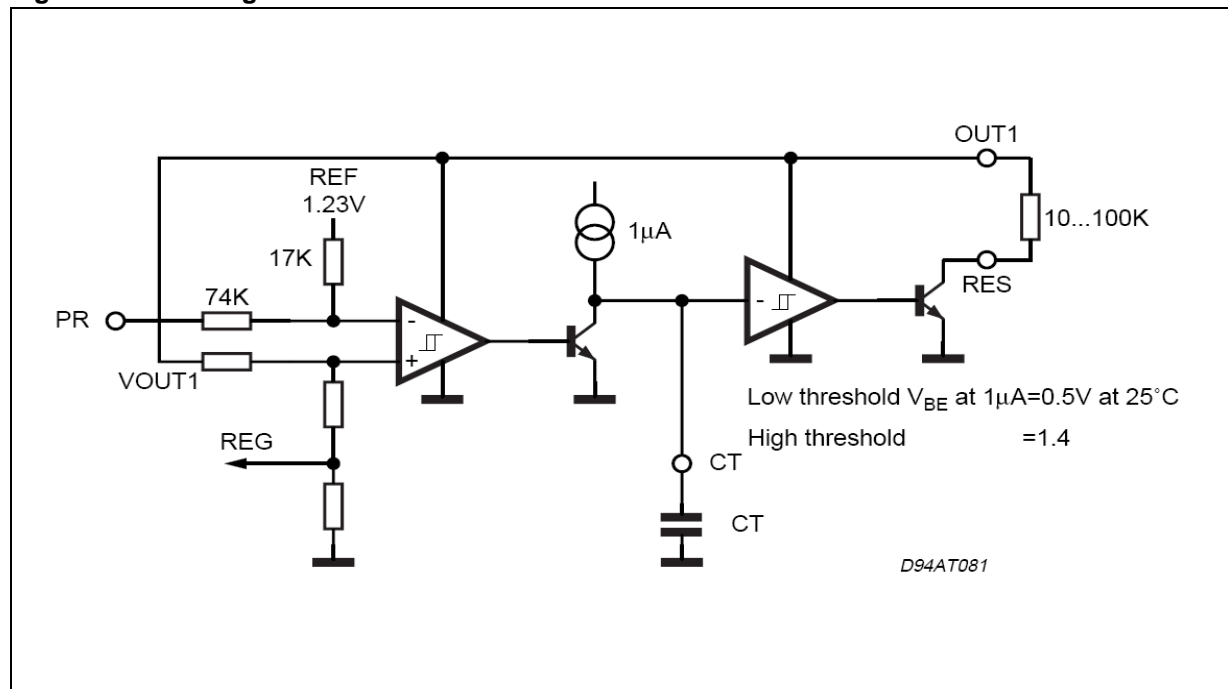 OUT1
REF
1.23V
1µA
10...100K
17K
RES
74K
PR
-
-
+
VOUT1
Low threshold VBE at 1µA=0.5V at 25°C
High threshold =1.4
REG
CT
CT
D94AT081